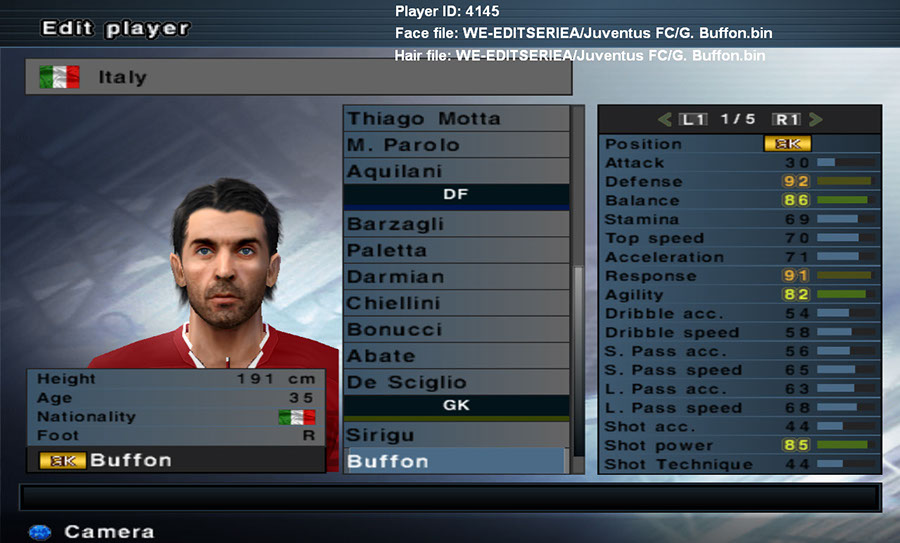 Edit player
Player ID: 4145
Face file: WE-EDITSERIEA/Juventus FC/G. Buffon.bin
Hair file: WE-EDITSERIEA/Juventus FC/G. Buffon.bin
Italy
Thiago Motta
M. Parolo
Aquilani
DF
Barzagli
Paletta
Darmian
Chiellini
Bonucci
Abate
De Sciglio
GK
Sirigu
Buffon
L1 1/5 R1
Position GK
Attack 30
Defense 92
Balance 86
Stamina 69
Top speed 70
Acceleration 71
Response 91
Agility 82
Dribble acc. 54
Dribble speed 58
S. Pass acc. 56
S. Pass speed 65
L. Pass acc. 63
L. Pass speed 68
Shot acc. 44
Shot power 85
Shot Technique 44
Height 191 cm
Age 35
Nationality
Foot R
GK Buffon
Camera